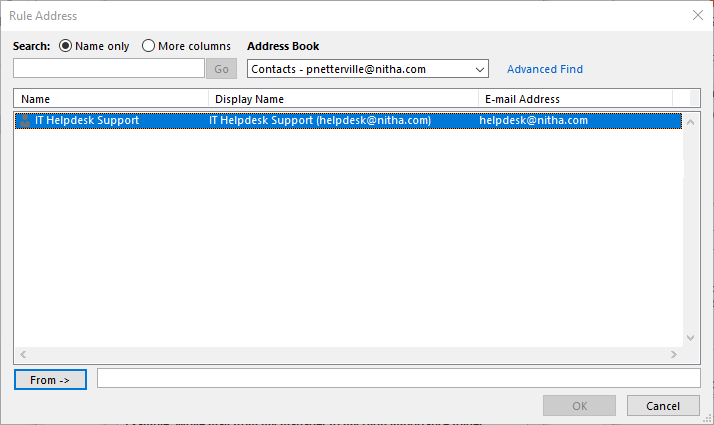 Rule Address
Search: Name only More columns Address Book
Go Contacts - pnetterville@nitha.com Advanced Find
Name Display Name E-mail Address
IT Helpdesk Support IT Helpdesk Support (helpdesk@nitha.com) helpdesk@nitha.com
From ->
OK Cancel